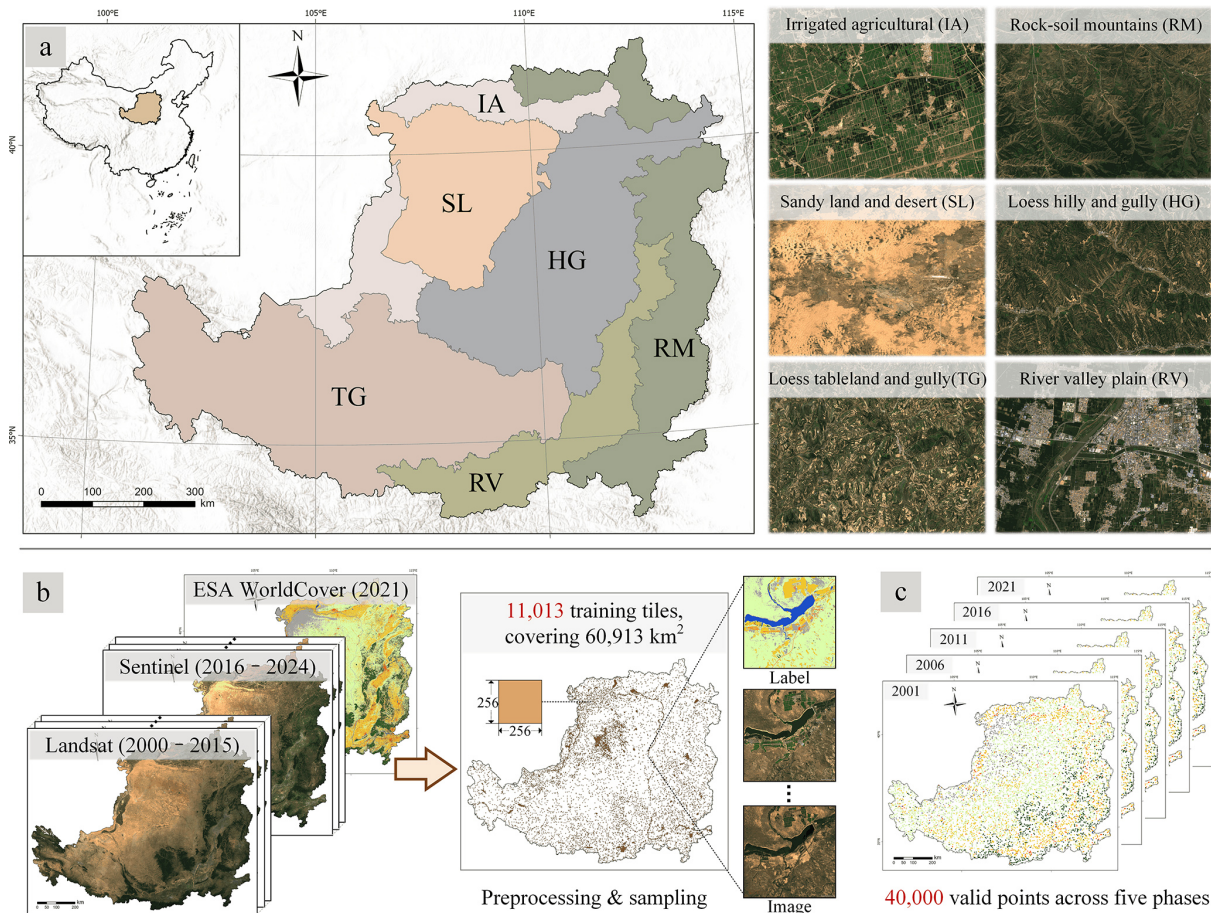 a
N
100°E
105°E
110°E
115°E
40°N
35°N
IA
SL
HG
RM
TG
RV
0 100 200 300
km
Irrigated agricultural (IA)
Rock-soil mountains (RM)
Sandy land and desert (SL)
Loess hilly and gully (HG)
Loess tableland and gully(TG)
River valley plain (RV)
b
ESA WorldCover (2021)
Sentinel (2016 - 2024)
Landsat (2000 - 2015)
11,013 training tiles,
covering 60,913 km²
256
256
Preprocessing & sampling
Label
Image
c
2021
2016
2011
2006
2001
N
40,000 valid points across five phases